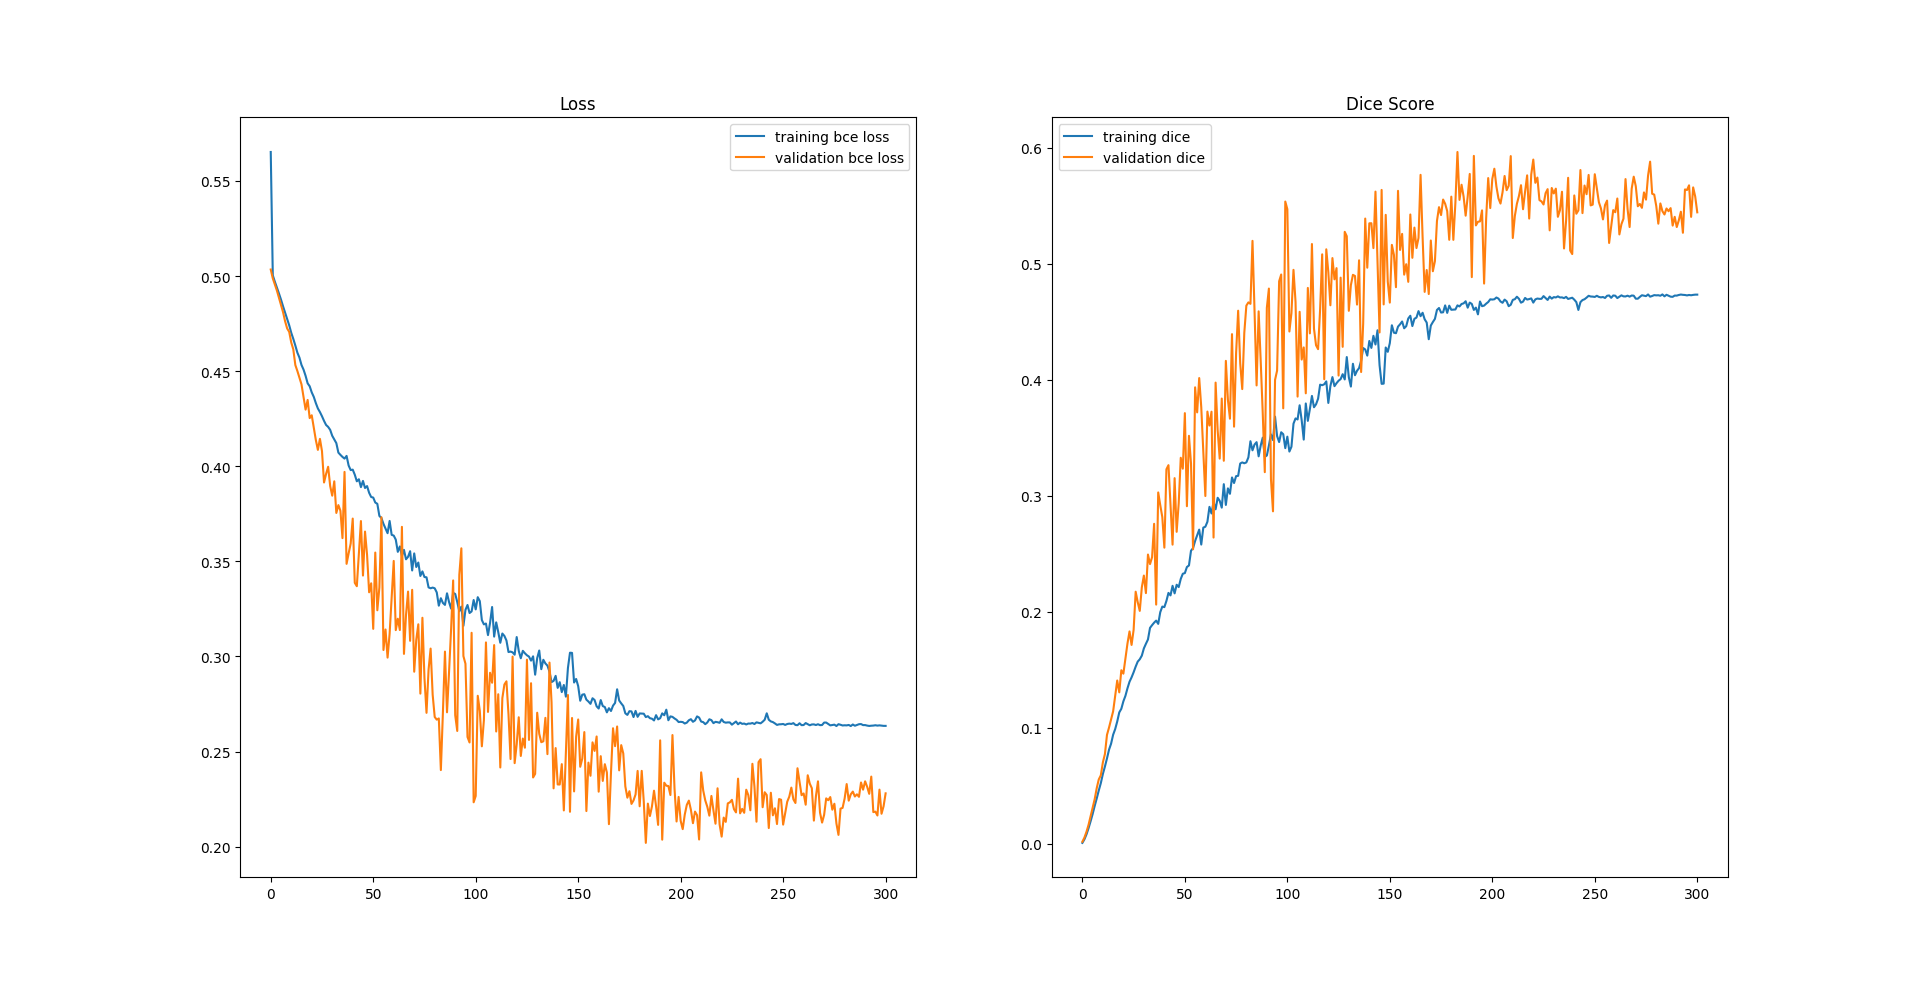 Loss
training bce loss
validation bce loss
0.55
0.50
0.45
0.40
0.35
0.30
0.25
0.20
0 50 100 150 200 250 300
Dice Score
training dice
validation dice
0.6
0.5
0.4
0.3
0.2
0.1
0.0
0 50 100 150 200 250 300